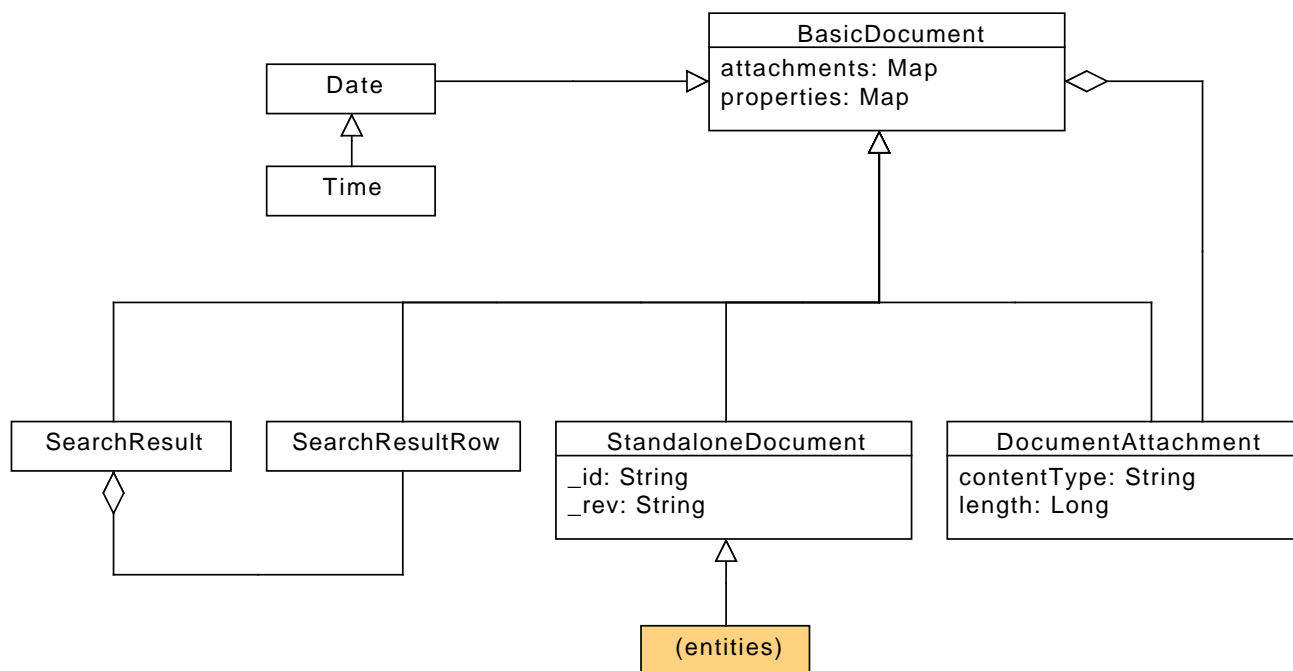 BasicDocument
attachments: Map
properties: Map
Date
Time
SearchResult
SearchResultRow
StandaloneDocument
_id: String
_rev: String
DocumentAttachment
contentType: String
length: Long
(entities)